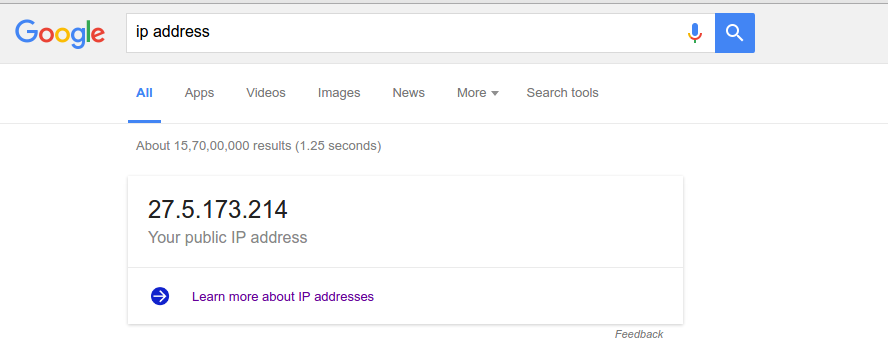 Google ip address
All Apps Videos Images News More Search tools
About 15,70,00,000 results (1.25 seconds)
27.5.173.214
Your public IP address
Learn more about IP addresses
Feedback